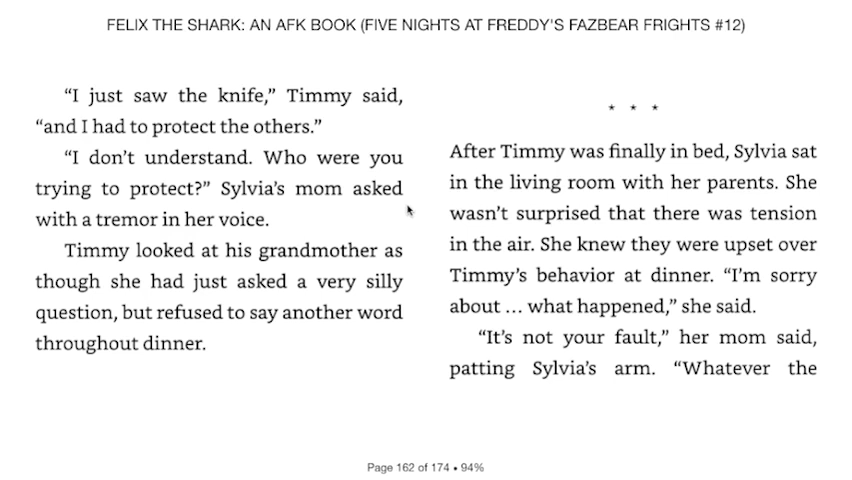 FELIX THE SHARK: AN AFK BOOK (FIVE NIGHTS AT FREDDY'S FAZBEAR FRIGHTS #12)
“I just saw the knife,” Timmy said,
“and I had to protect the others.”
“I don’t understand. Who were you
trying to protect?” Sylvia’s mom asked
with a tremor in her voice.
Timmy looked at his grandmother as
though she had just asked a very silly
question, but refused to say another word
throughout dinner.
* * *
After Timmy was finally in bed, Sylvia sat
in the living room with her parents. She
wasn’t surprised that there was tension
in the air. She knew they were upset over
Timmy’s behavior at dinner. “I’m sorry
about … what happened,” she said.
“It’s not your fault,” her mom said,
patting Sylvia’s arm. “Whatever the
Page 162 of 174 • 94%